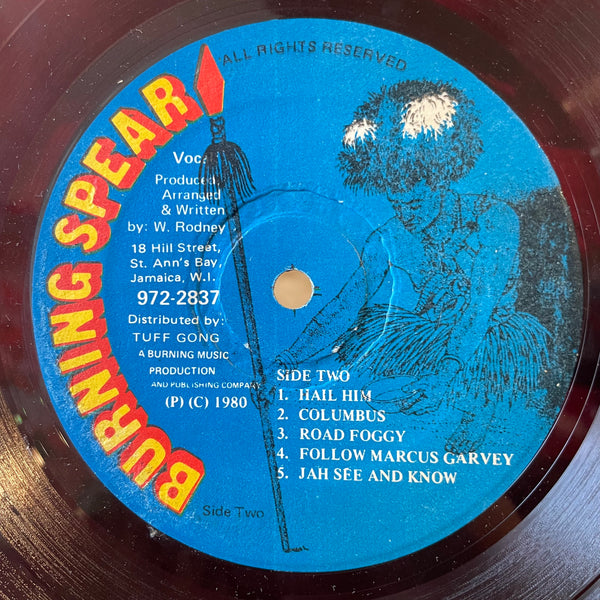 ALL RIGHTS RESERVED
BURNING SPEAR
Produced,
Arranged
& Written
by: W. Rodney
18 Hill Street,
St. Ann's Bay,
Jamaica, W.I.
972-2837
Distributed by:
TUFF GONG
A BURNING MUSIC
PRODUCTION
AND PUBLISHING COMPANY
(P) (C) 1980
SIDE TWO
1. HAIL HIM
2. COLUMBUS
3. ROAD FOGGY
4. FOLLOW MARCUS GARVEY
5. JAH SEE AND KNOW
Side Two